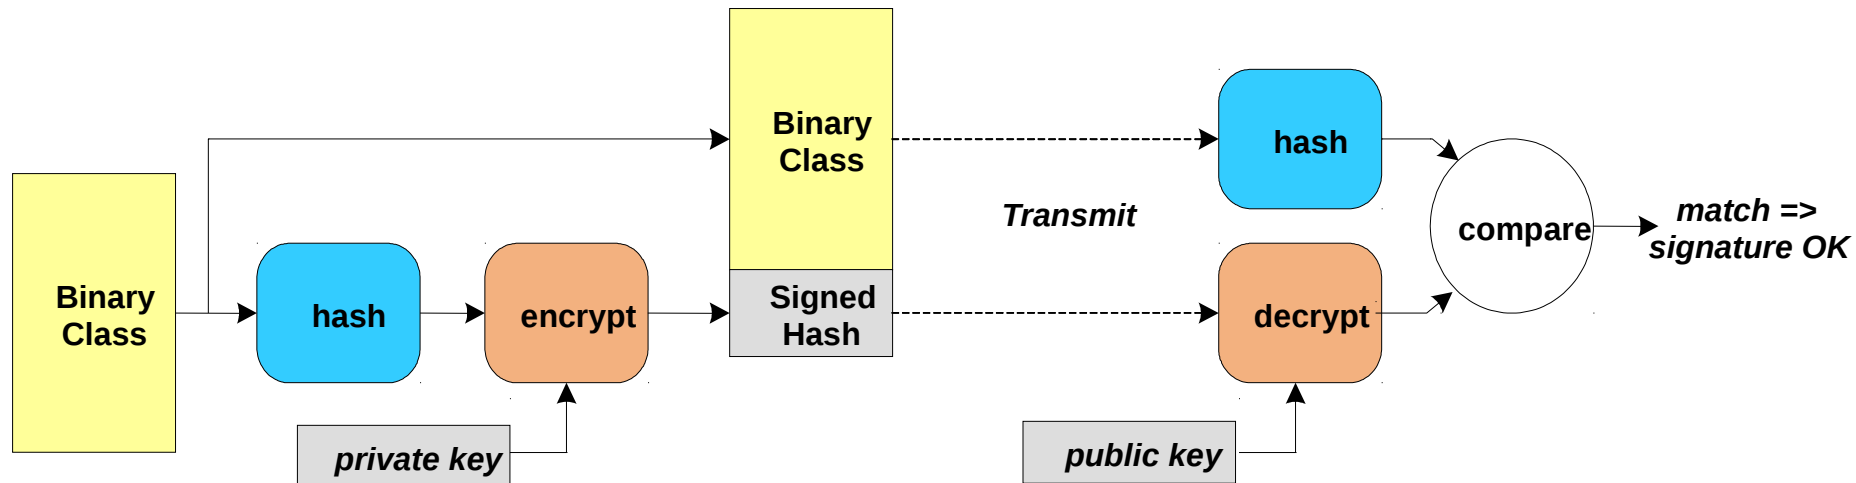 Binary
Class
hash
encrypt
private key
Binary
Class
Signed
Hash
Transmit
hash
decrypt
public key
compare
match =>
signature OK